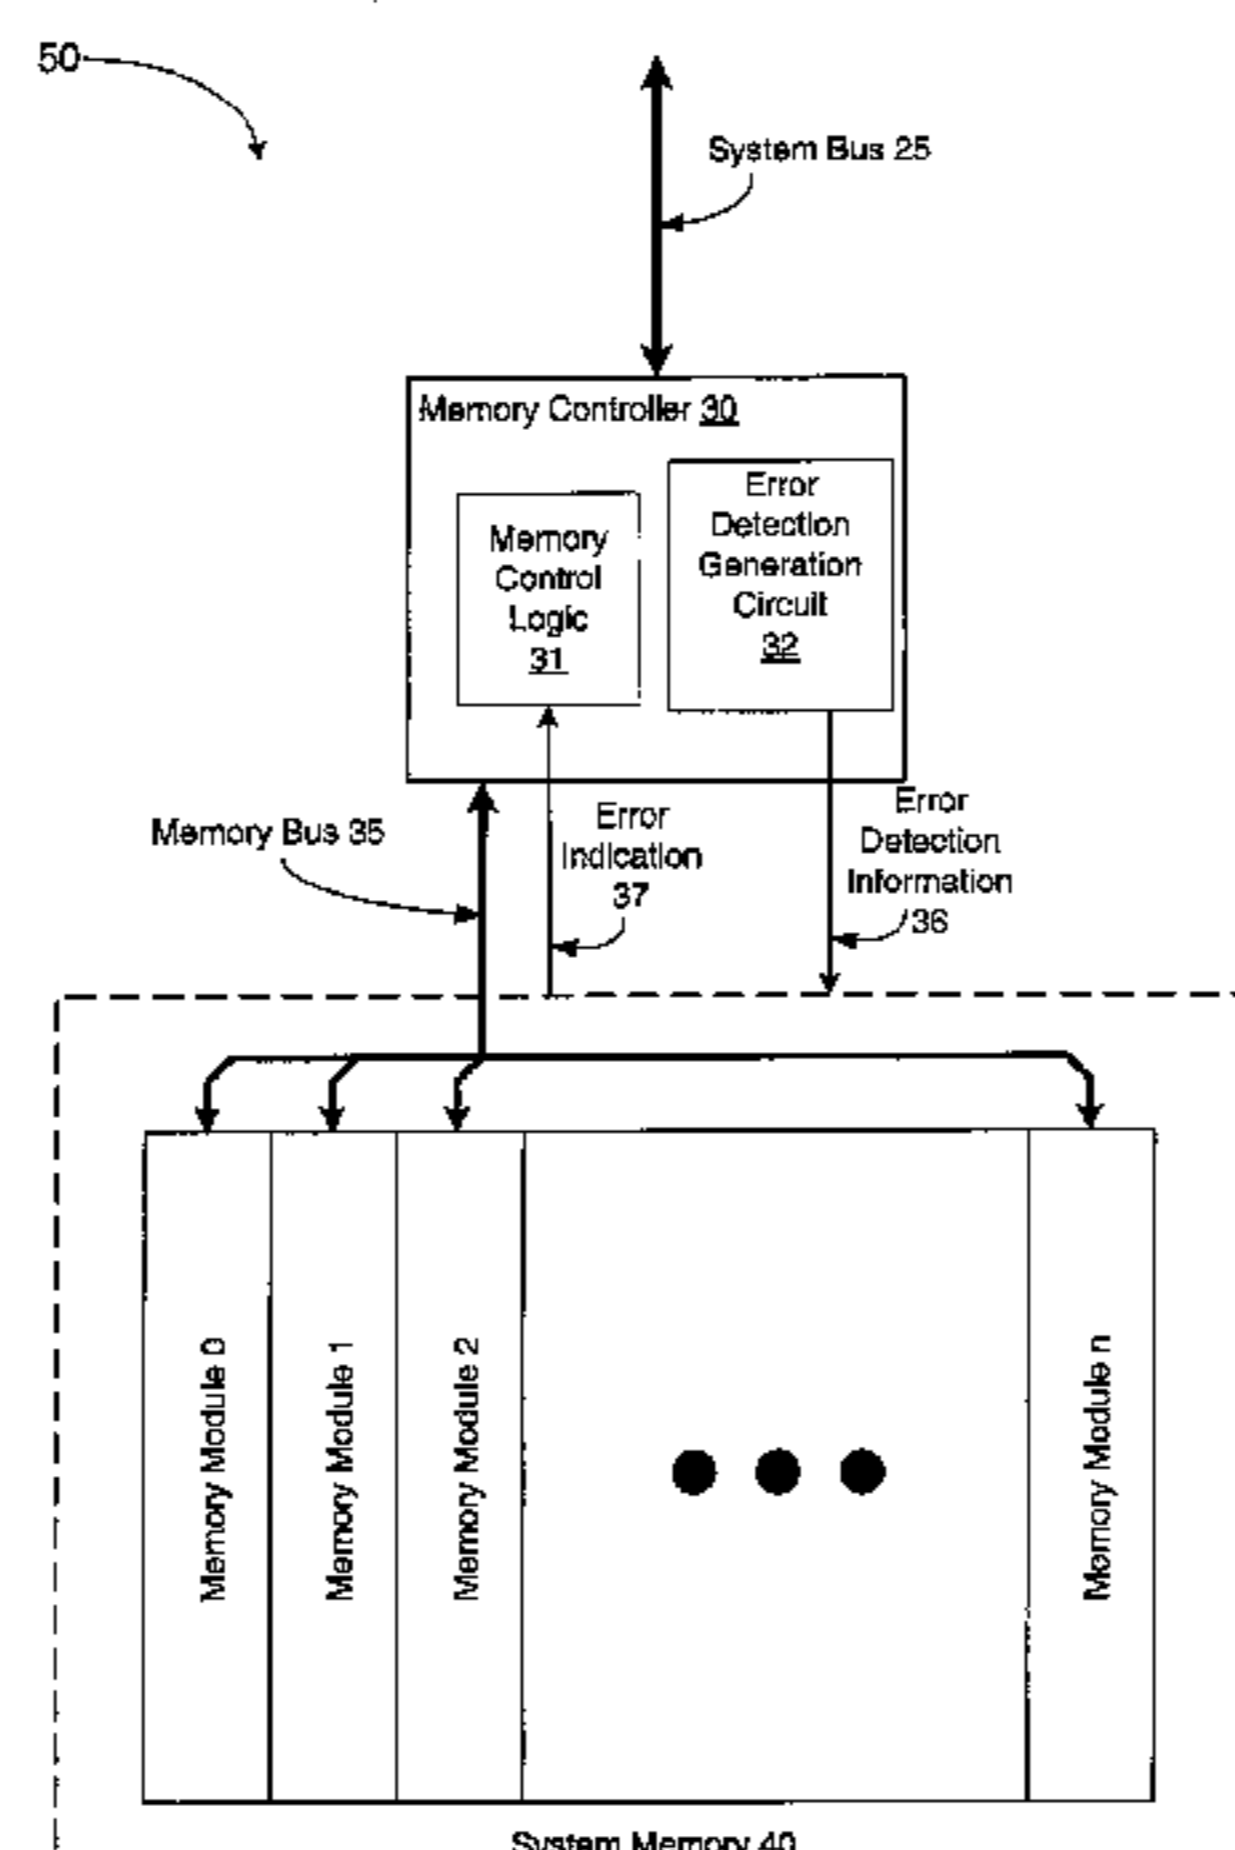 50
System Bus 25
Memory Controller 30
Error
Detection
Generation
Circuit
32
Memory
Control
Logic
31
Memory Bus 35
Error
Indication
37
Error
Detection
Information
36
Memory Module 0
Memory Module 1
Memory Module 2
Memory Module n
System Memory 40